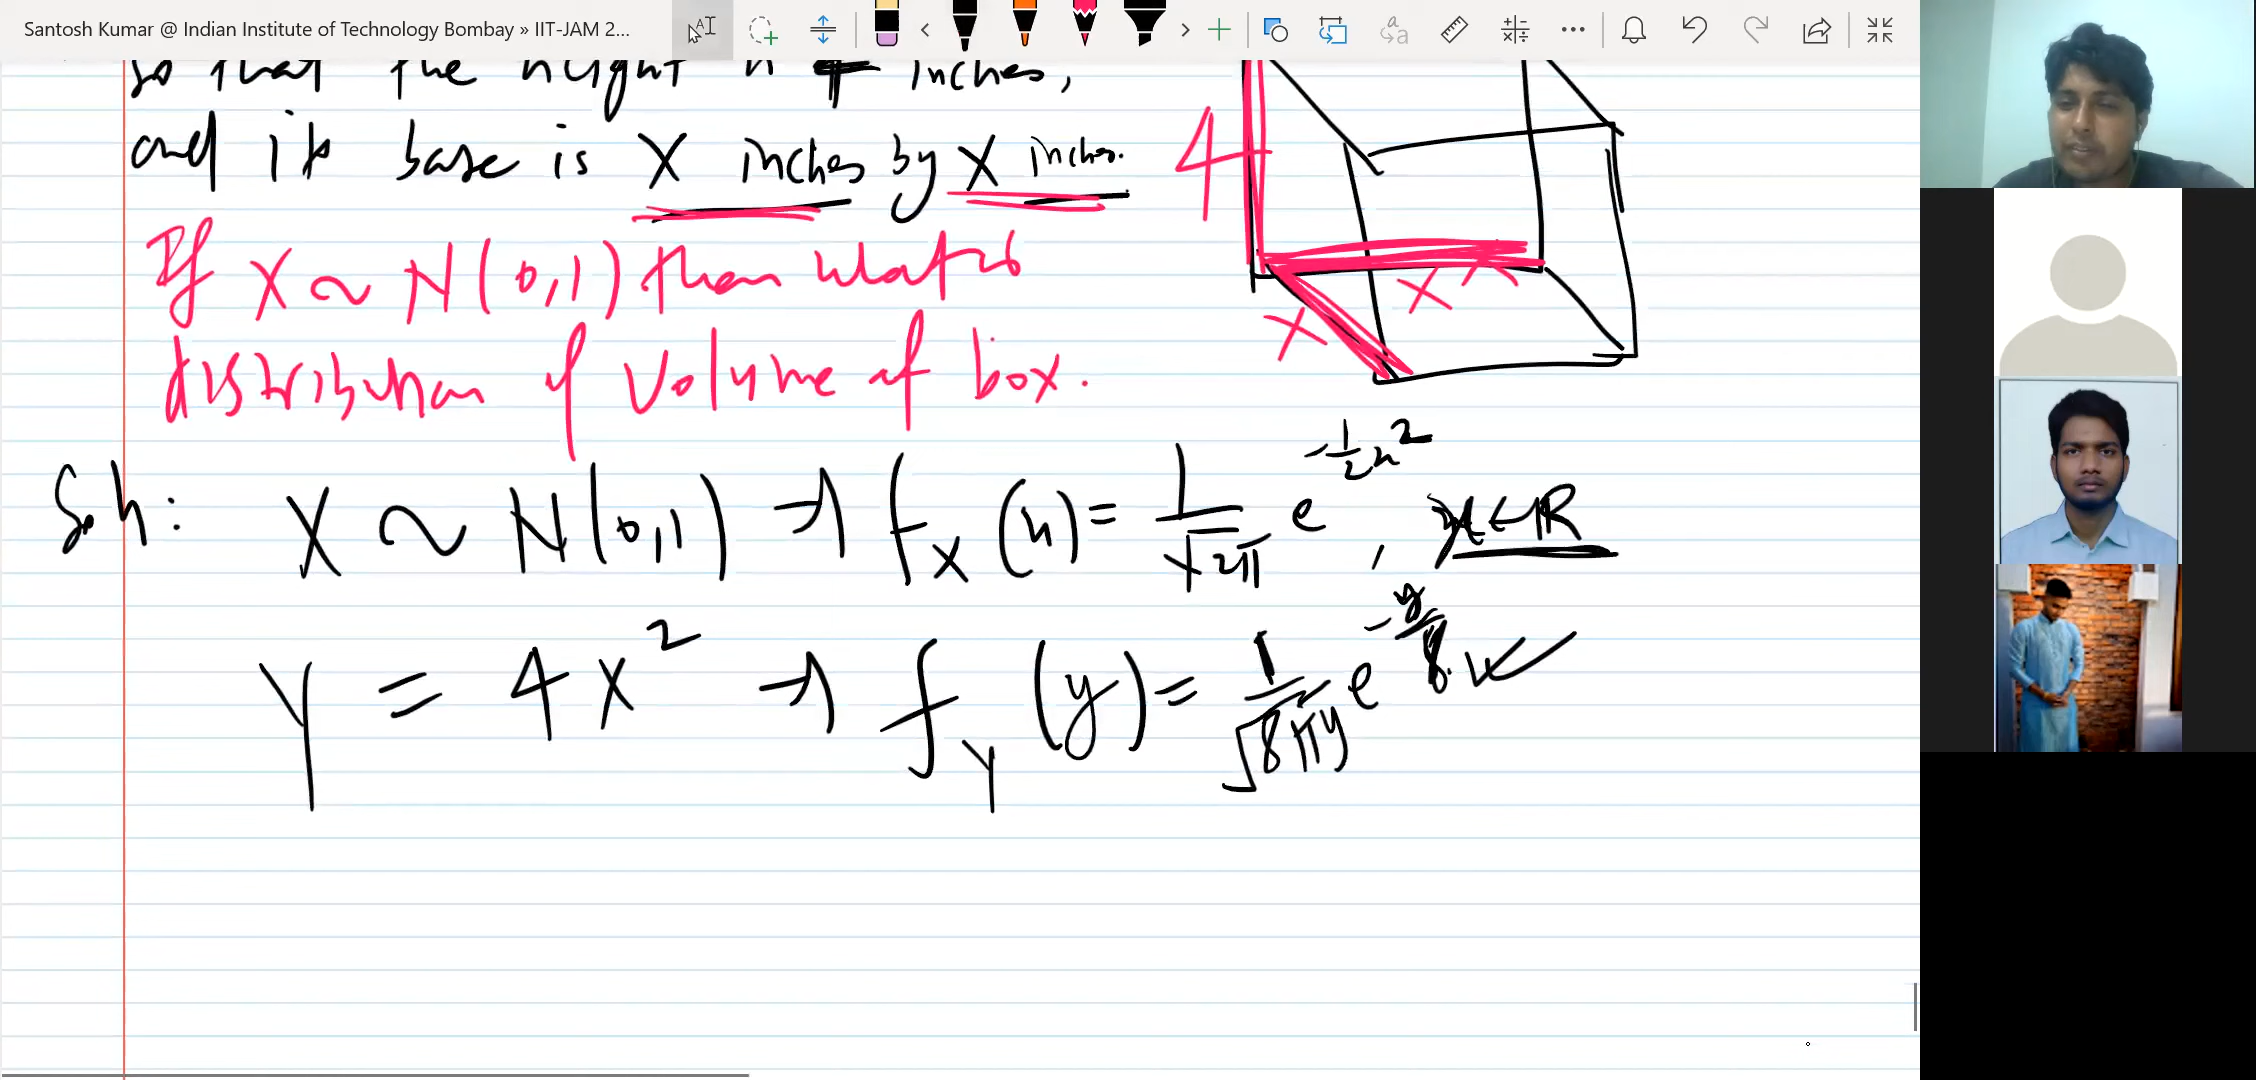 Santosh Kumar @ Indian Institute of Technology Bombay » IIT-JAM 2...
so that the height is 4 inches,
and its base is X inches by X inches.
4
If X ~ N(0,1) then what is
distribution of volume of box.
X X
Soln: X ~ N(0,1) → f_X(x) = 1/√2π e^{-1/2 x^2}, x ∈ ℝ
Y = 4X^2 → f_Y(y) = 1/√8πy e^{-y/8}